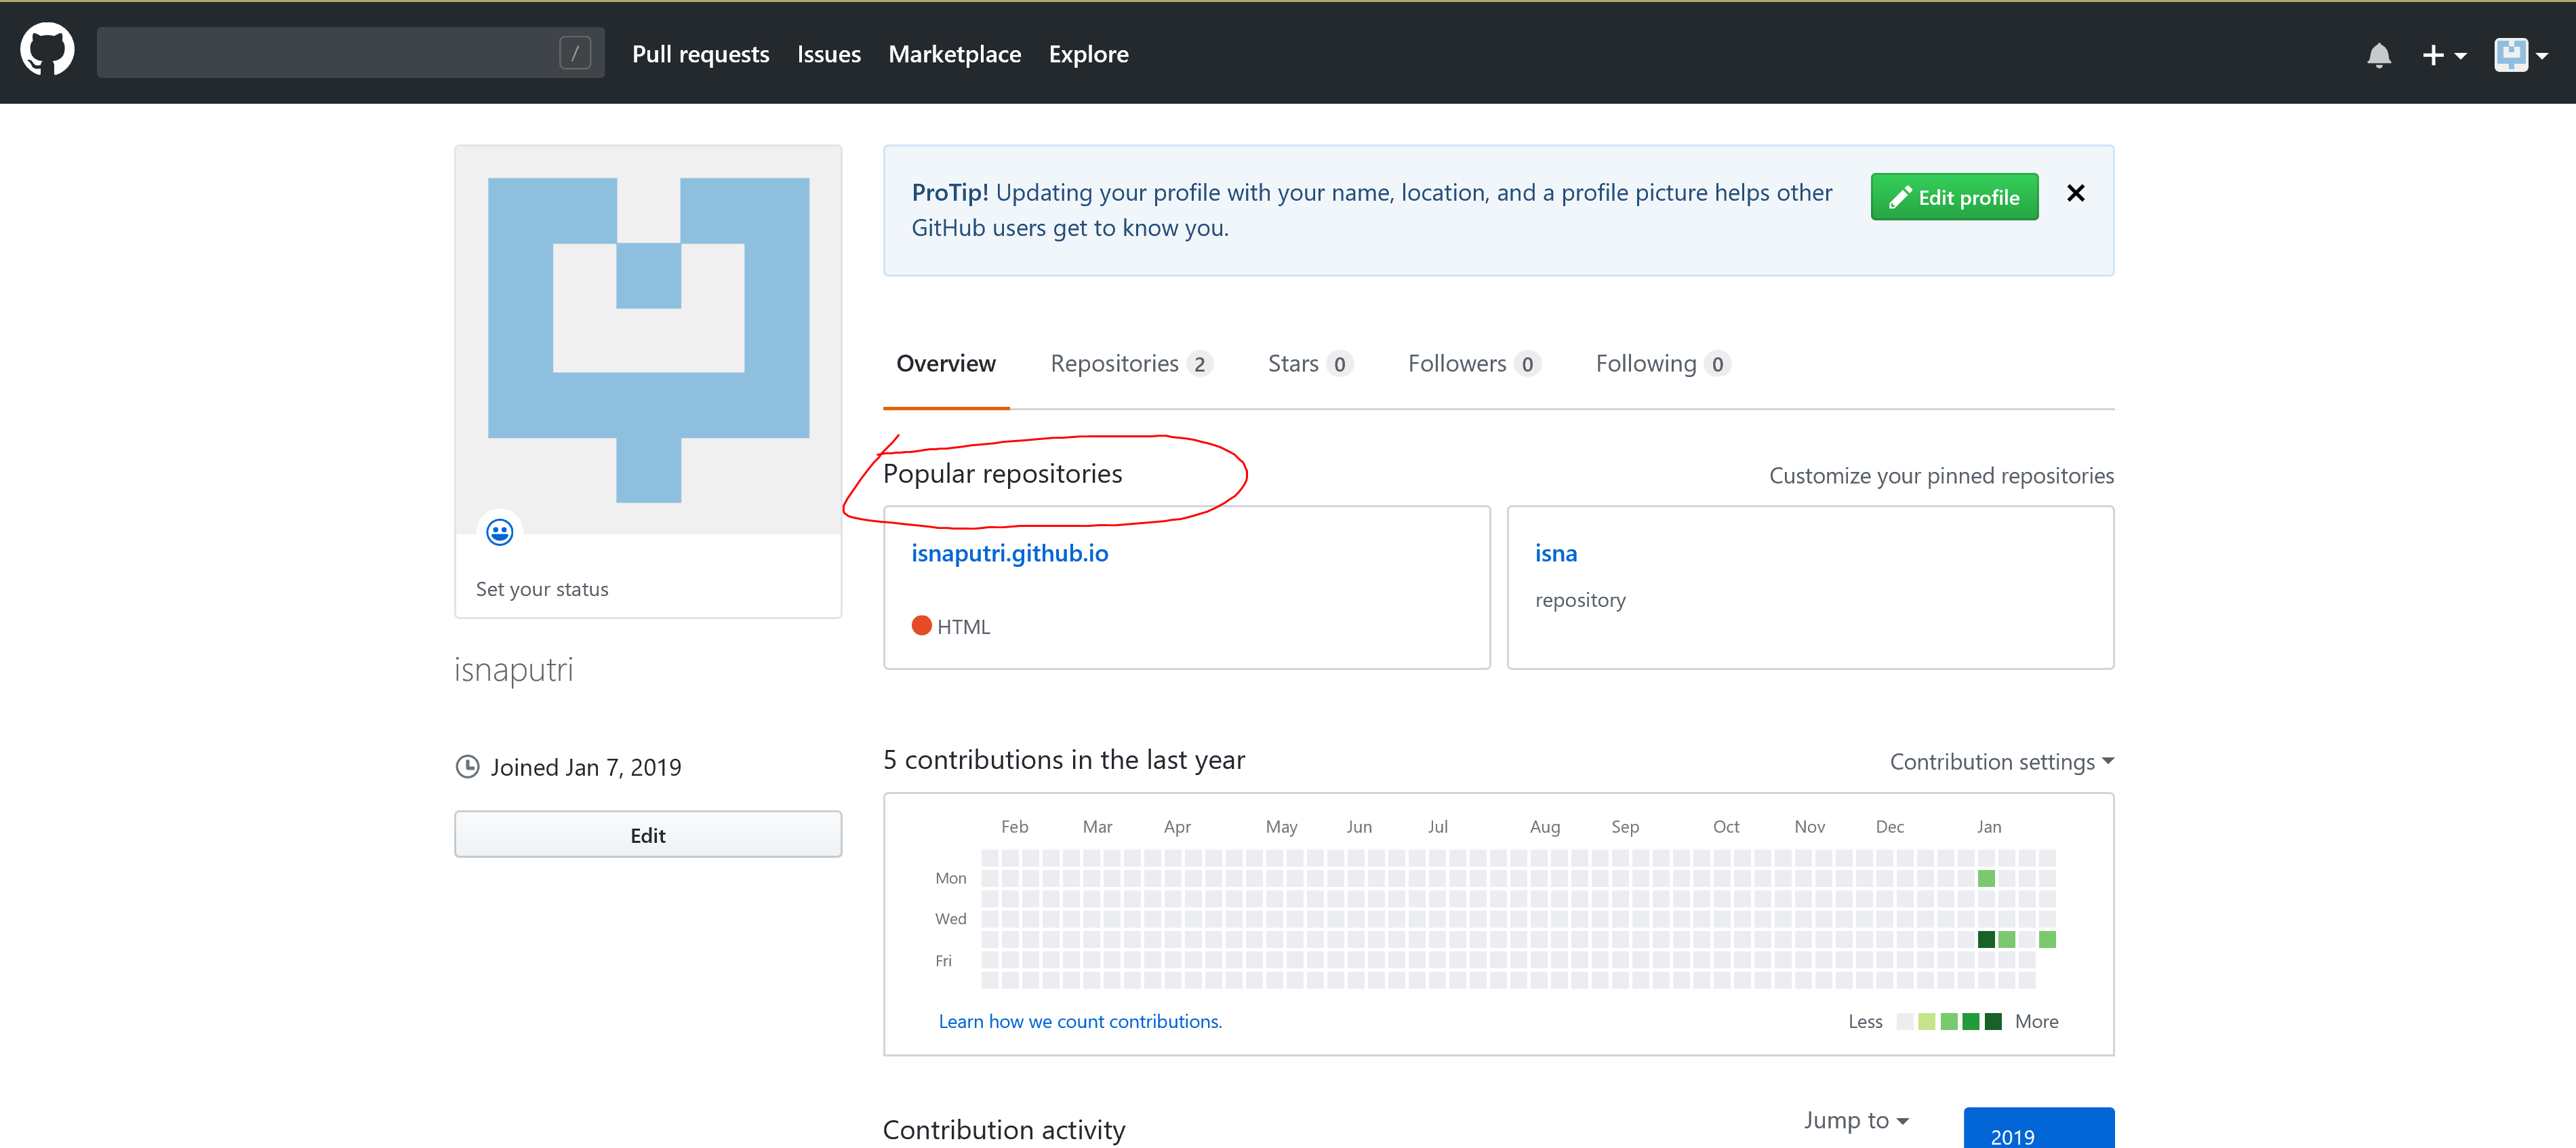 / Pull requests Issues Marketplace Explore
ProTip! Updating your profile with your name, location, and a profile picture helps other
GitHub users get to know you.
Edit profile
Overview Repositories 2 Stars 0 Followers 0 Following 0
Popular repositories
Customize your pinned repositories
isnaputri.github.io
HTML
isna
repository
Set your status
isnaputri
Joined Jan 7, 2019
Edit
5 contributions in the last year
Contribution settings
Feb Mar Apr May Jun Jul Aug Sep Oct Nov Dec Jan
Mon
Wed
Fri
Learn how we count contributions.
Less More
Contribution activity
Jump to
2019